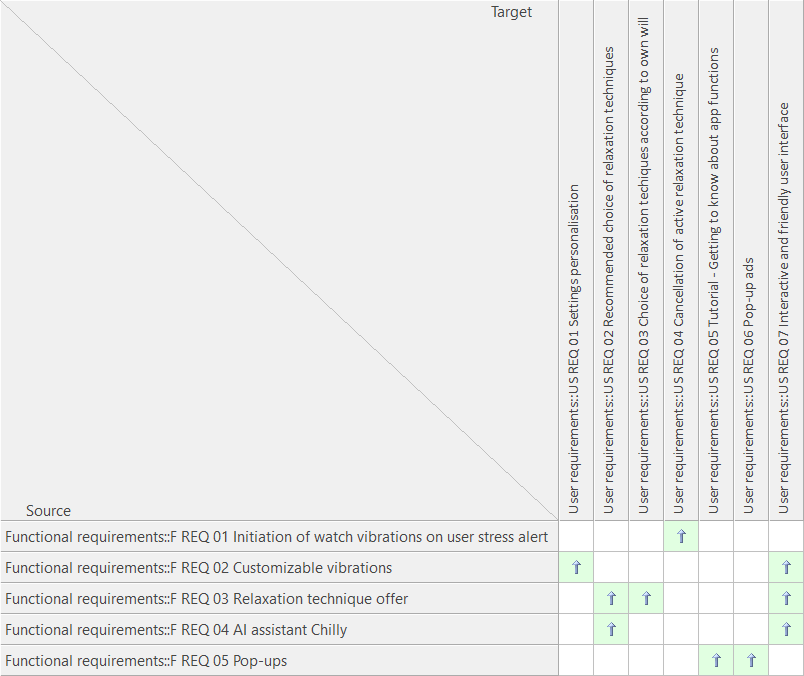 Target
User requirements::US REQ 01 Settings personalisation
User requirements::US REQ 02 Recommended choice of relaxation techniques
User requirements::US REQ 03 Choice of relaxation techiques according to own will
User requirements::US REQ 04 Cancellation of active relaxation technique
User requirements::US REQ 05 Tutorial - Getting to know about app functions
User requirements::US REQ 06 Pop-up ads
User requirements::US REQ 07 Interactive and friendly user interface
Source
Functional requirements::F REQ 01 Initiation of watch vibrations on user stress alert
Functional requirements::F REQ 02 Customizable vibrations
Functional requirements::F REQ 03 Relaxation technique offer
Functional requirements::F REQ 04 AI assistant Chilly
Functional requirements::F REQ 05 Pop-ups